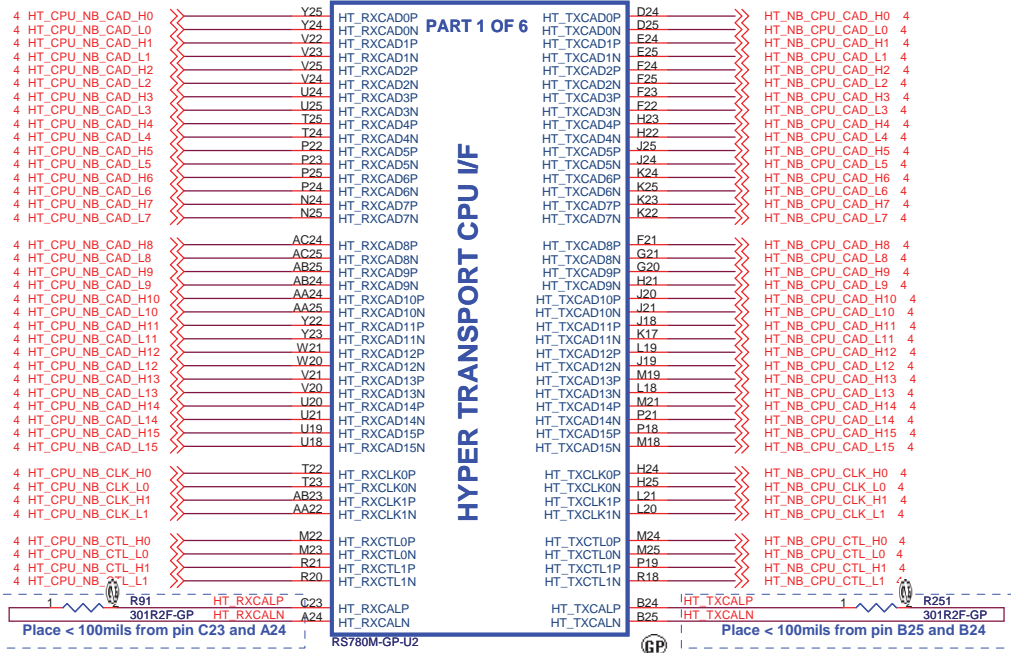 PART 1 OF 6
HYPER TRANSPORT CPU I/F
4 HT_CPU_NB_CAD_H0 Y25 HT_RXCAD0P HT_TXCAD0P D24 HT_NB_CPU_CAD_H0 4
4 HT_CPU_NB_CAD_L0 Y24 HT_RXCAD0N HT_TXCAD0N D25 HT_NB_CPU_CAD_L0 4
4 HT_CPU_NB_CAD_H1 V22 HT_RXCAD1P HT_TXCAD1P E24 HT_NB_CPU_CAD_H1 4
4 HT_CPU_NB_CAD_L1 V23 HT_RXCAD1N HT_TXCAD1N E25 HT_NB_CPU_CAD_L1 4
4 HT_CPU_NB_CAD_H2 V25 HT_RXCAD2P HT_TXCAD2P F24 HT_NB_CPU_CAD_H2 4
4 HT_CPU_NB_CAD_L2 V24 HT_RXCAD2N HT_TXCAD2N F25 HT_NB_CPU_CAD_L2 4
4 HT_CPU_NB_CAD_H3 U24 HT_RXCAD3P HT_TXCAD3P F23 HT_NB_CPU_CAD_H3 4
4 HT_CPU_NB_CAD_L3 U25 HT_RXCAD3N HT_TXCAD3N F22 HT_NB_CPU_CAD_L3 4
4 HT_CPU_NB_CAD_H4 T25 HT_RXCAD4P HT_TXCAD4P H23 HT_NB_CPU_CAD_H4 4
4 HT_CPU_NB_CAD_L4 T24 HT_RXCAD4N HT_TXCAD4N H22 HT_NB_CPU_CAD_L4 4
4 HT_CPU_NB_CAD_H5 P22 HT_RXCAD5P HT_TXCAD5P J25 HT_NB_CPU_CAD_H5 4
4 HT_CPU_NB_CAD_L5 P23 HT_RXCAD5N HT_TXCAD5N J24 HT_NB_CPU_CAD_L5 4
4 HT_CPU_NB_CAD_H6 P25 HT_RXCAD6P HT_TXCAD6P K24 HT_NB_CPU_CAD_H6 4
4 HT_CPU_NB_CAD_L6 P24 HT_RXCAD6N HT_TXCAD6N K25 HT_NB_CPU_CAD_L6 4
4 HT_CPU_NB_CAD_H7 N24 HT_RXCAD7P HT_TXCAD7P K23 HT_NB_CPU_CAD_H7 4
4 HT_CPU_NB_CAD_L7 N25 HT_RXCAD7N HT_TXCAD7N K22 HT_NB_CPU_CAD_L7 4
4 HT_CPU_NB_CAD_H8 AC24 HT_RXCAD8P HT_TXCAD8P F21 HT_NB_CPU_CAD_H8 4
4 HT_CPU_NB_CAD_L8 AC25 HT_RXCAD8N HT_TXCAD8N G21 HT_NB_CPU_CAD_L8 4
4 HT_CPU_NB_CAD_H9 AB25 HT_RXCAD9P HT_TXCAD9P G20 HT_NB_CPU_CAD_H9 4
4 HT_CPU_NB_CAD_L9 AB24 HT_RXCAD9N HT_TXCAD9N H21 HT_NB_CPU_CAD_L9 4
4 HT_CPU_NB_CAD_H10 AA24 HT_RXCAD10P HT_TXCAD10P J20 HT_NB_CPU_CAD_H10 4
4 HT_CPU_NB_CAD_L10 AA25 HT_RXCAD10N HT_TXCAD10N J21 HT_NB_CPU_CAD_L10 4
4 HT_CPU_NB_CAD_H11 Y22 HT_RXCAD11P HT_TXCAD11P J18 HT_NB_CPU_CAD_H11 4
4 HT_CPU_NB_CAD_L11 Y23 HT_RXCAD11N HT_TXCAD11N K17 HT_NB_CPU_CAD_L11 4
4 HT_CPU_NB_CAD_H12 W21 HT_RXCAD12P HT_TXCAD12P L19 HT_NB_CPU_CAD_H12 4
4 HT_CPU_NB_CAD_L12 W20 HT_RXCAD12N HT_TXCAD12N J19 HT_NB_CPU_CAD_L12 4
4 HT_CPU_NB_CAD_H13 V21 HT_RXCAD13P HT_TXCAD13P M19 HT_NB_CPU_CAD_H13 4
4 HT_CPU_NB_CAD_L13 V20 HT_RXCAD13N HT_TXCAD13N L18 HT_NB_CPU_CAD_L13 4
4 HT_CPU_NB_CAD_H14 U20 HT_RXCAD14P HT_TXCAD14P M21 HT_NB_CPU_CAD_H14 4
4 HT_CPU_NB_CAD_L14 U21 HT_RXCAD14N HT_TXCAD14N P21 HT_NB_CPU_CAD_L14 4
4 HT_CPU_NB_CAD_H15 U19 HT_RXCAD15P HT_TXCAD15P P18 HT_NB_CPU_CAD_H15 4
4 HT_CPU_NB_CAD_L15 U18 HT_RXCAD15N HT_TXCAD15N M18 HT_NB_CPU_CAD_L15 4
4 HT_CPU_NB_CLK_H0 T22 HT_RXCLK0P HT_TXCLK0P H24 HT_NB_CPU_CLK_H0 4
4 HT_CPU_NB_CLK_L0 T23 HT_RXCLK0N HT_TXCLK0N H25 HT_NB_CPU_CLK_L0 4
4 HT_CPU_NB_CLK_H1 AB23 HT_RXCLK1P HT_TXCLK1P L21 HT_NB_CPU_CLK_H1 4
4 HT_CPU_NB_CLK_L1 AA22 HT_RXCLK1N HT_TXCLK1N L20 HT_NB_CPU_CLK_L1 4
4 HT_CPU_NB_CTL_H0 M22 HT_RXCTL0P HT_TXCTL0P M24 HT_NB_CPU_CTL_H0 4
4 HT_CPU_NB_CTL_L0 M23 HT_RXCTL0N HT_TXCTL0N M25 HT_NB_CPU_CTL_L0 4
4 HT_CPU_NB_CTL_H1 R21 HT_RXCTL1P HT_TXCTL1P P19 HT_NB_CPU_CTL_H1 4
4 HT_CPU_NB_CTL_L1 R20 HT_RXCTL1N HT_TXCTL1N R18 HT_NB_CPU_CTL_L1 4
1 2 R91 HT_RXCALP C23 HT_RXCALP HT_TXCALP B24 HT_TXCALP 1 2 R251
301R2F-GP HT_RXCALN A24 HT_RXCALN HT_TXCALN B25 HT_TXCALN 301R2F-GP
Place < 100mils from pin C23 and A24
Place < 100mils from pin B25 and B24
RS780M-GP-U2
GP